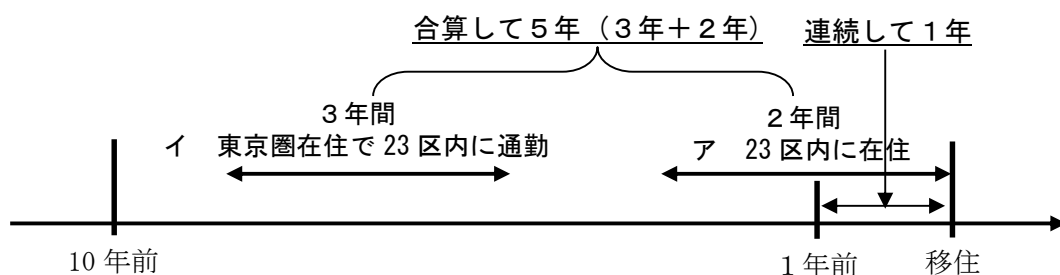 合算して５年（３年＋２年）
連続して１年
３年間
２年間
イ　東京圏在住で 23 区内に通勤
ア　23 区内に在住
10 年前
１年前
移住